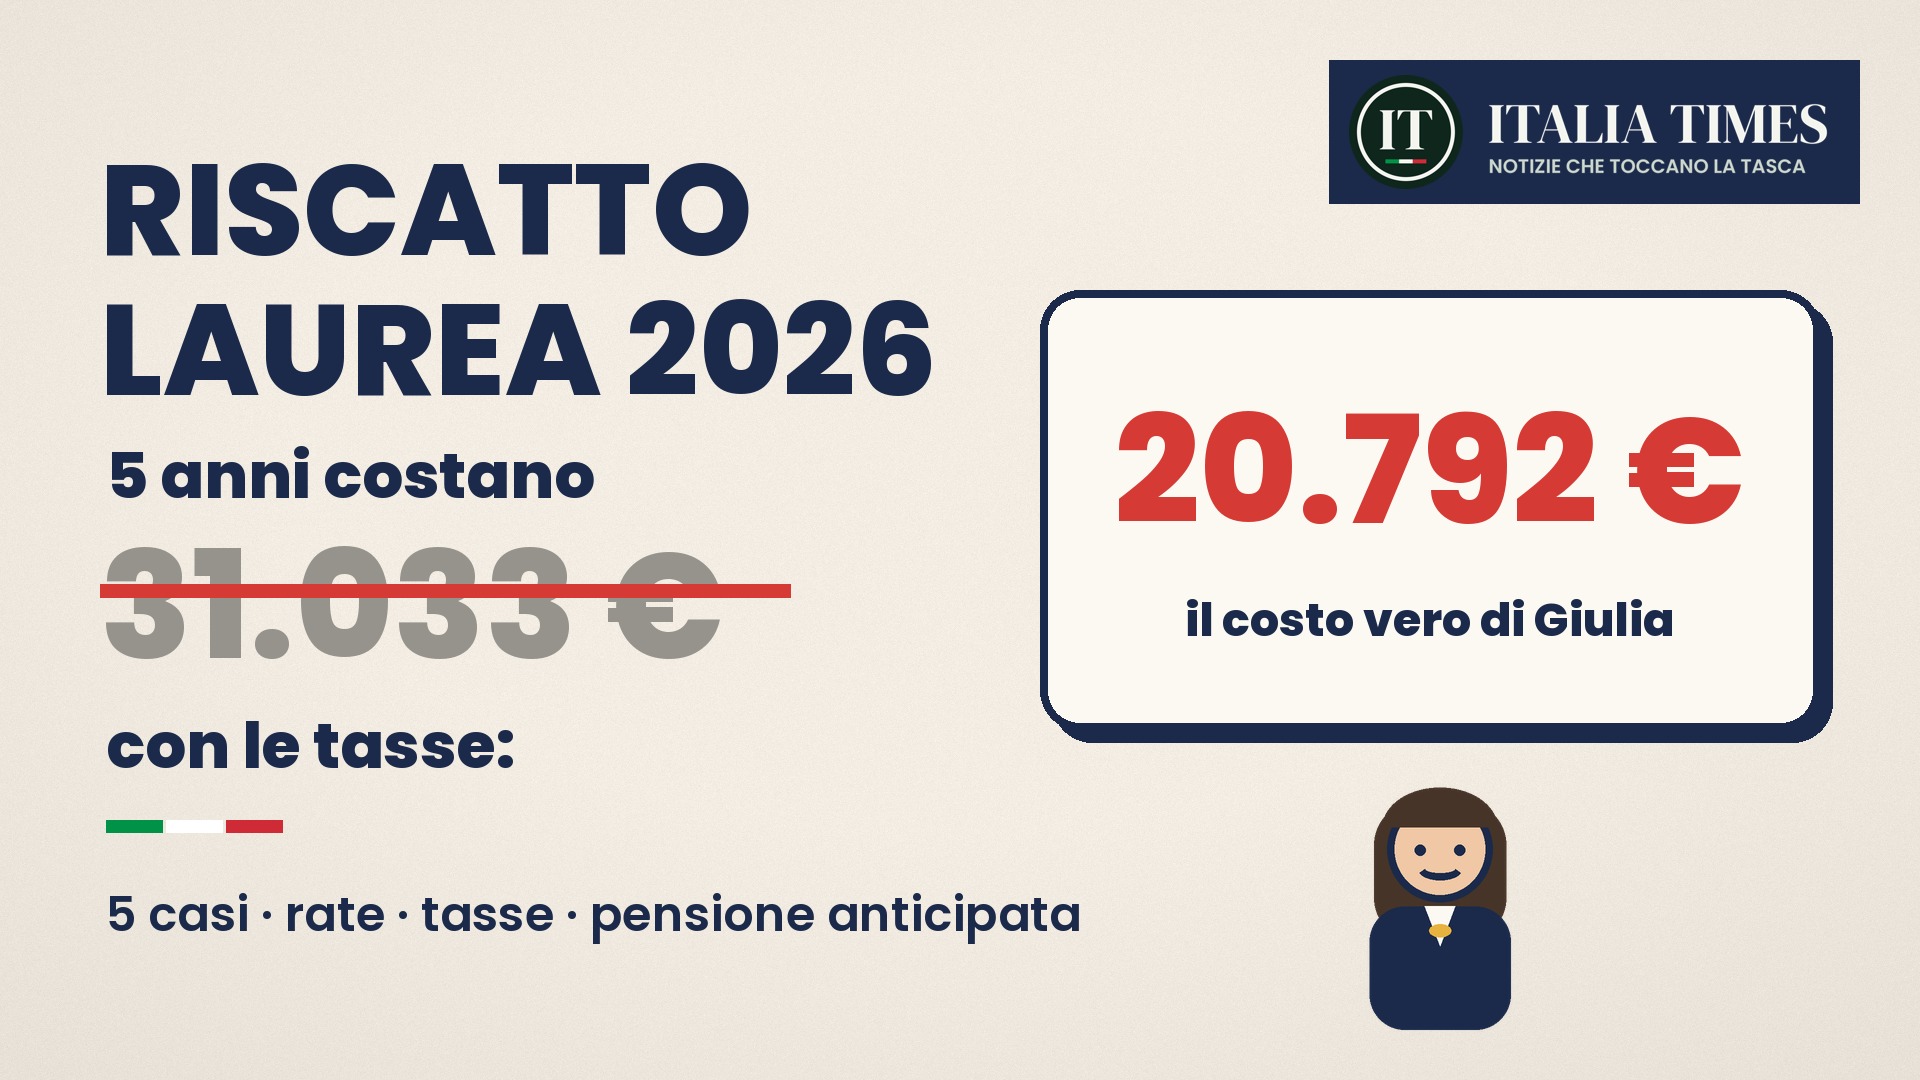 IT
ITALIA TIMES
NOTIZIE CHE TOCCANO LA TASCA
RISCATTO
LAUREA 2026
5 anni costano
31.033 €
con le tasse:
20.792 €
il costo vero di Giulia
5 casi · rate · tasse · pensione anticipata